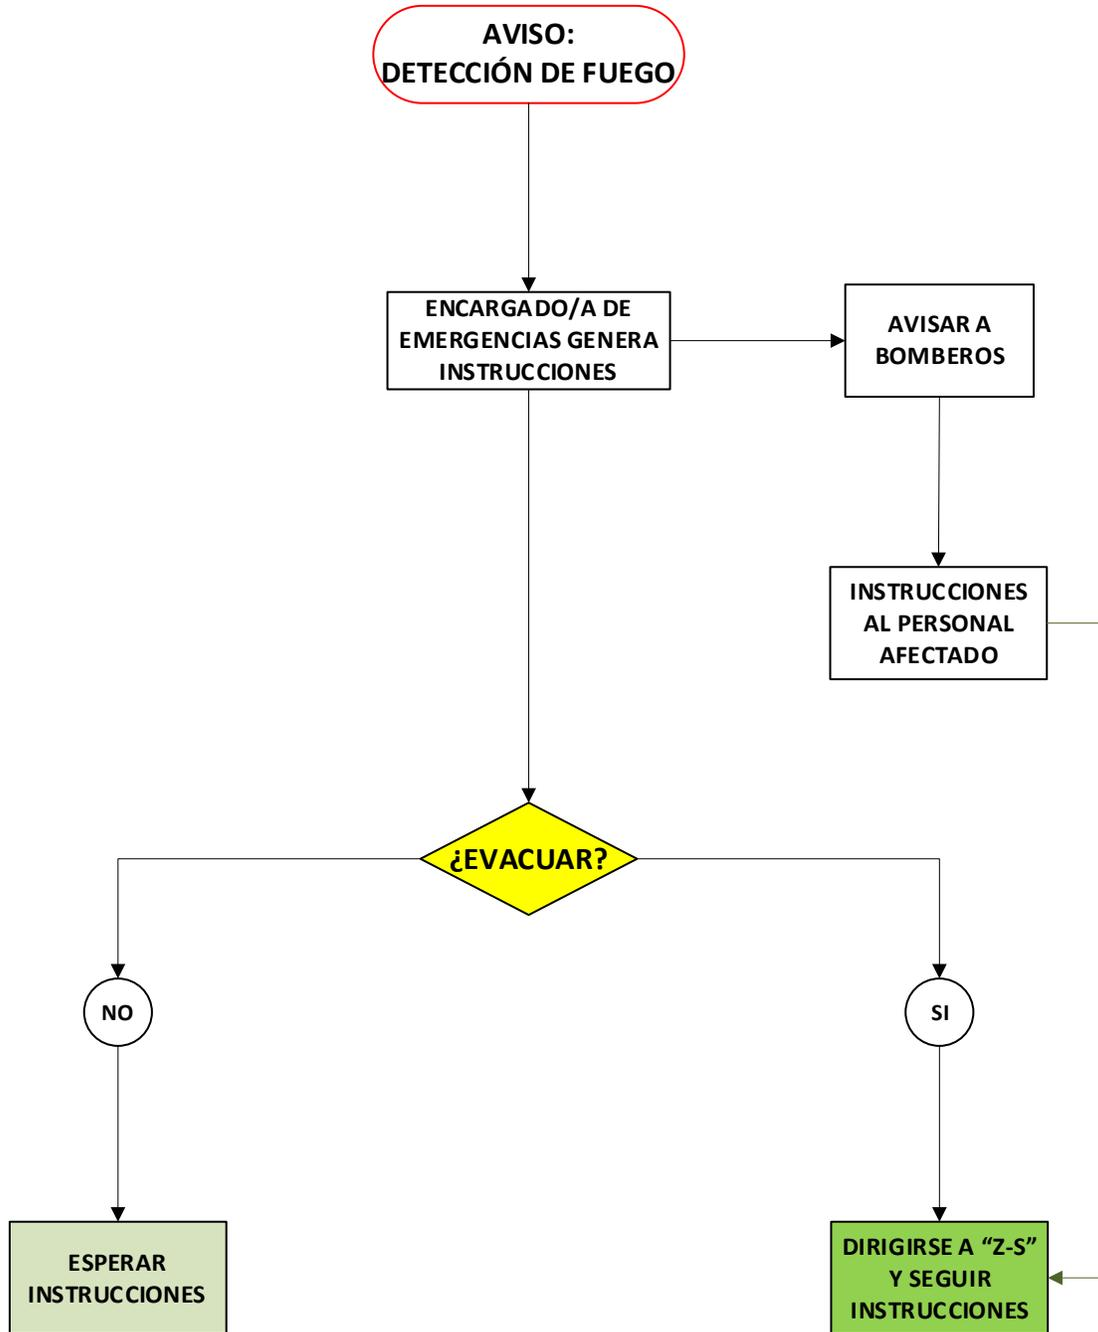 AVISO:
DETECCIÓN DE FUEGO
ENCARGADO/A DE
EMERGENCIAS GENERA
INSTRUCCIONES
AVISAR A
BOMBEROS
INSTRUCCIONES
AL PERSONAL
AFECTADO
¿EVACUAR?
NO
SI
ESPERAR
INSTRUCCIONES
DIRIGIRSE A “Z-S”
Y SEGUIR
INSTRUCCIONES